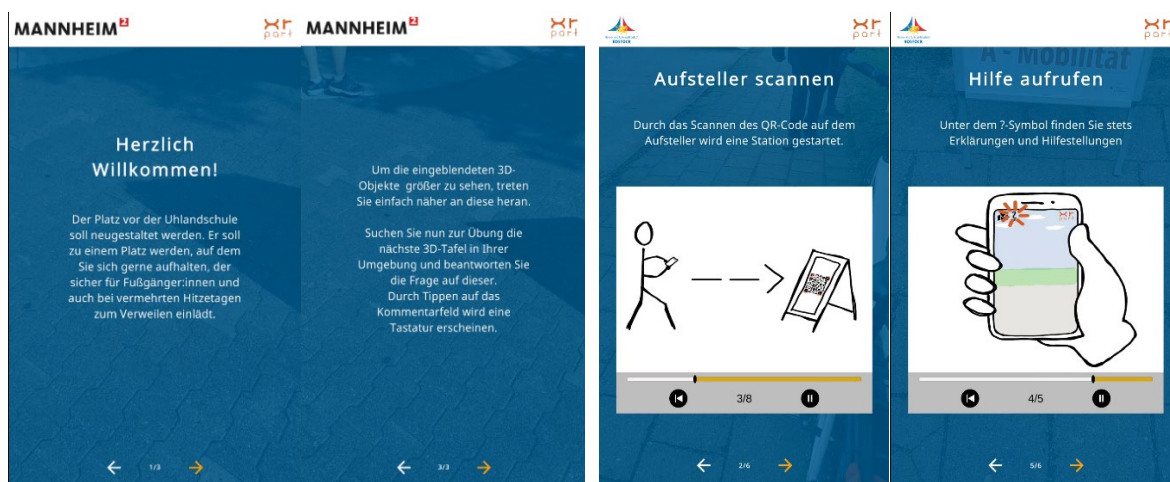 MANNHEIM²
xr
part
Herzlich
Willkommen!
Der Platz vor der Uhlandschule
soll neugestaltet werden. Er soll
zu einem Platz werden, auf dem
Sie sich gerne aufhalten, der
sicher für Fußgänger:innen und
auch bei vermehrten Hitzetagen
zum Verweilen einlädt.
1/3
MANNHEIM²
xr
part
Um die eingeblendeten 3D-
Objekte größer zu sehen, treten
Sie einfach näher an diese heran.
Suchen Sie nun zur Übung die
nächste 3D-Tafel in Ihrer
Umgebung und beantworten Sie
die Frage auf dieser.
Durch Tippen auf das
Kommentarfeld wird eine
Tastatur erscheinen.
3/3
ROSTOCK
xr
part
Aufsteller scannen
Durch das Scannen des QR-Code auf dem
Aufsteller wird eine Station gestartet.
3/8
2/6
xr
part
A - Mobilität
Hilfe aufrufen
Unter dem ?-Symbol finden Sie stets
Erklärungen und Hilfestellungen
?
xr
4/5
5/6